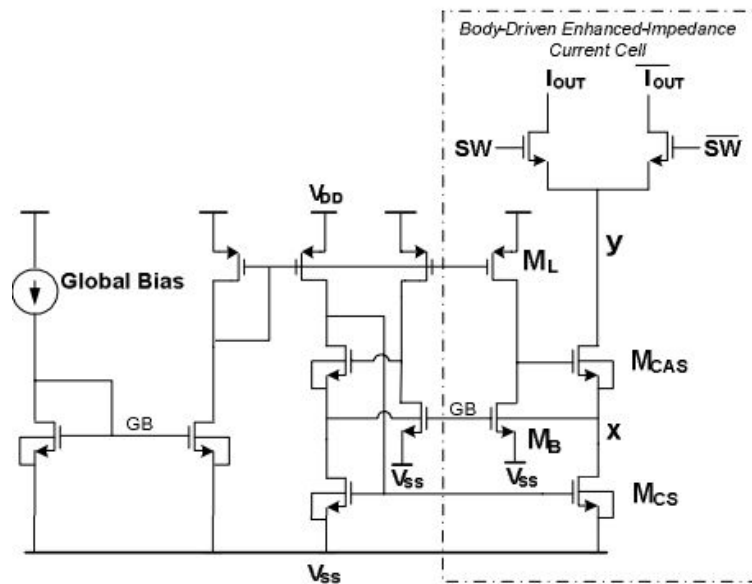 Body-Driven Enhanced-Impedance
Current Cell
IOUT
IOUT
SW
SW
VDD
y
Global Bias
ML
MCAS
GB
GB
MB
x
VSS
VSS
MCS
VSS